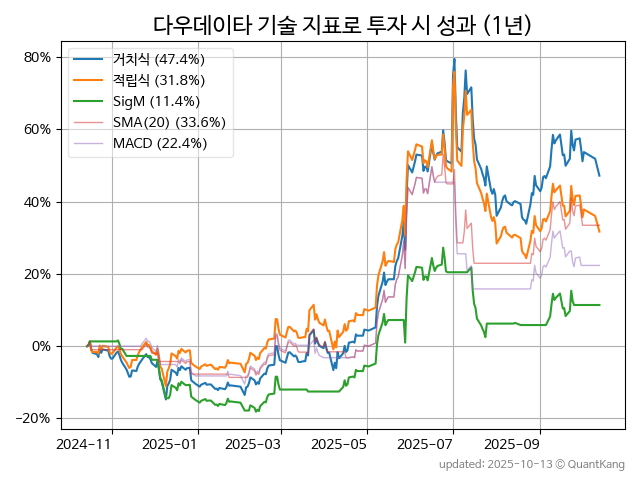 다우데이타 기술 지표로 투자 시 성과 (1년)
80%
60%
40%
20%
0%
−20%
거치식 (47.4%)
적립식 (31.8%)
SigM (11.4%)
SMA(20) (33.6%)
MACD (22.4%)
2024-11
2025-01
2025-03
2025-05
2025-07
2025-09
updated: 2025-10-13 © QuantKang